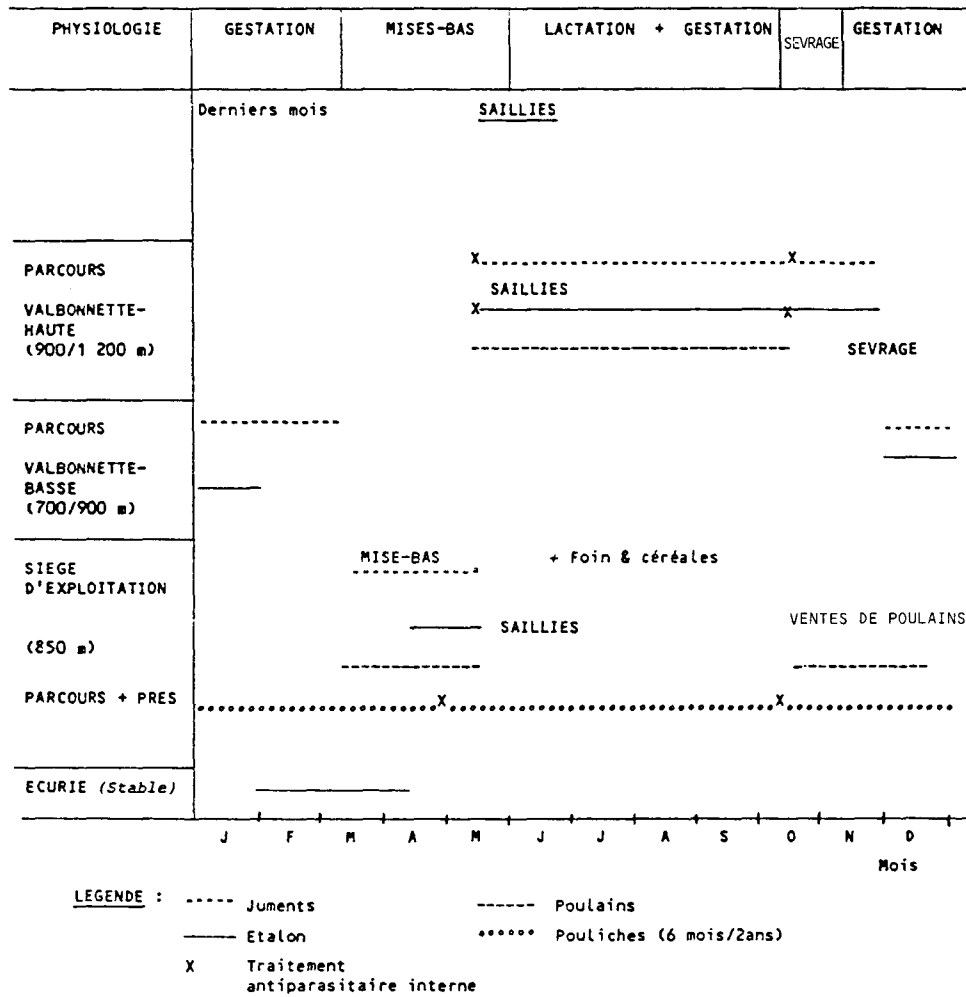 PHYSIOLOGIE GESTATION MISES-BAS LACTATION + GESTATION SEVRAGE GESTATION
Derniers mois SAILLIES
PARCOURS
X X
SAILLIES
VALBONNETTE-
HAUTE
(900/1 200 m)
X X
SEVRAGE
PARCOURS
VALBONNETTE-
BASSE
(700/900 m)
SIEGE
D'EXPLOITATION
MISE-BAS + Foin & céréales
SAILLIES
VENTES DE POULAINS
(850 m)
PARCOURS + PRES
X X
ECURIE (Stable)
J F M A M J J A S O N D
Mois
LEGENDE :
Juments Poulains
Etalon Pouliches (6 mois/2ans)
X Traitement
antiparasitaire interne